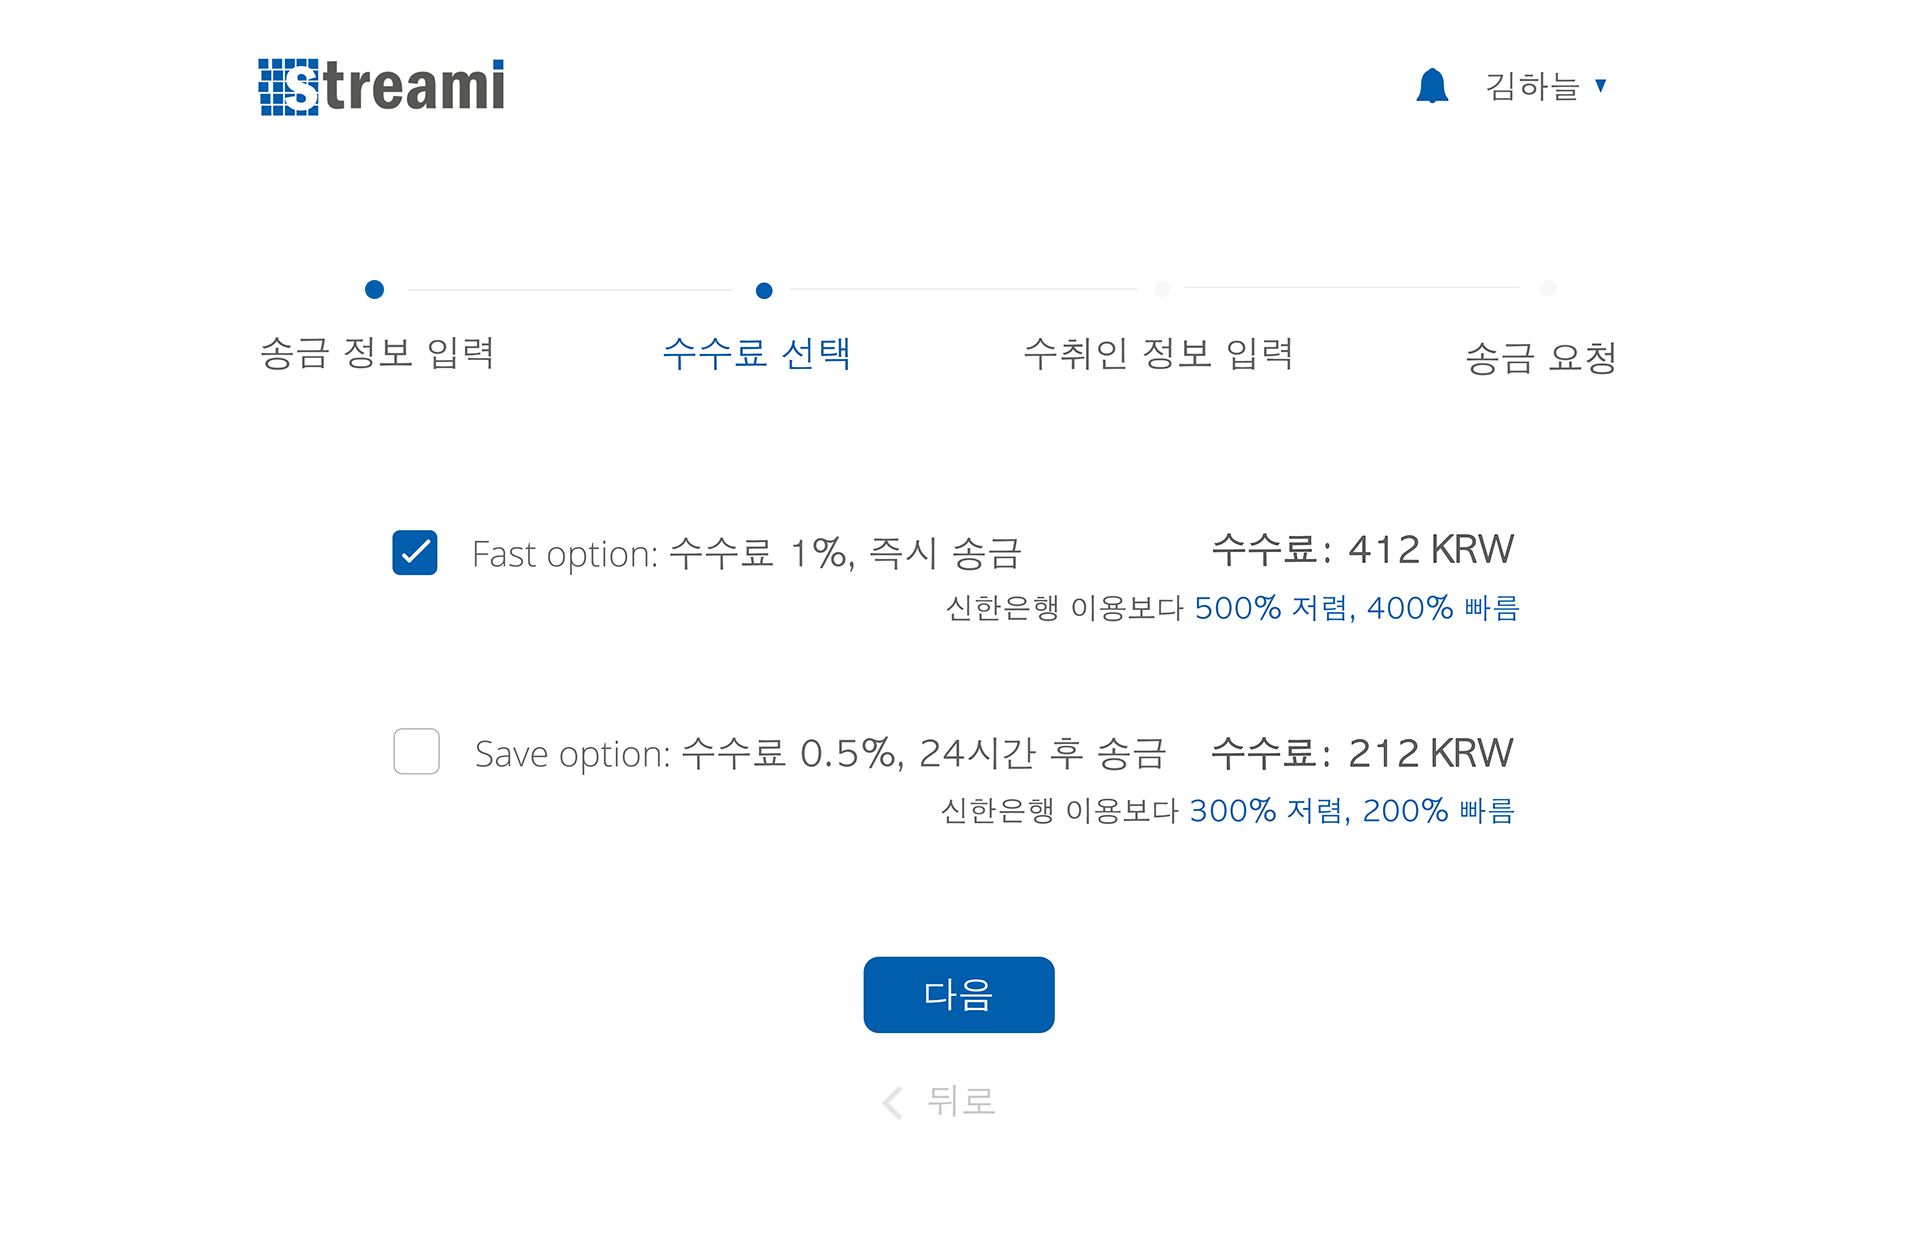 Streami
김하늘 ▼
송금 정보 입력
수수료 선택
수취인 정보 입력
송금 요청
Fast option: 수수료 1%, 즉시 송금
수수료: 412 KRW
신한은행 이용보다 500% 저렴, 400% 빠름
Save option: 수수료 0.5%, 24시간 후 송금
수수료: 212 KRW
신한은행 이용보다 300% 저렴, 200% 빠름
다음
뒤로